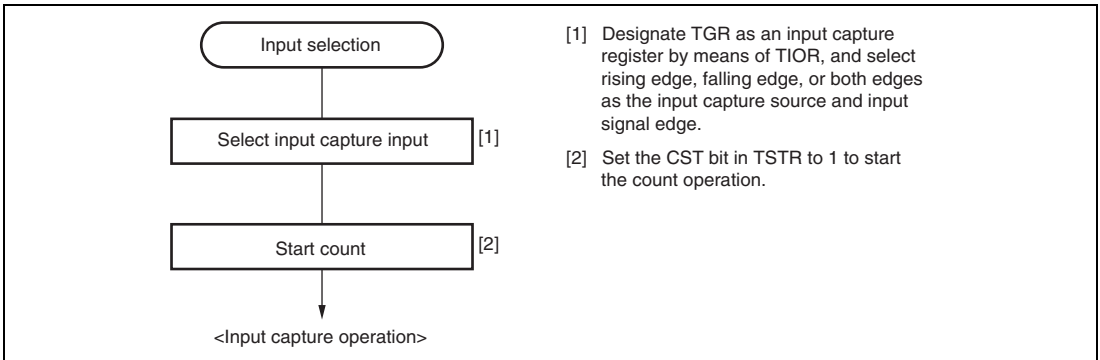 Input selection
Select input capture input
[1]
Start count
[2]
<Input capture operation>
[1] Designate TGR as an input capture
register by means of TIOR, and select
rising edge, falling edge, or both edges
as the input capture source and input
signal edge.
[2] Set the CST bit in TSTR to 1 to start
the count operation.